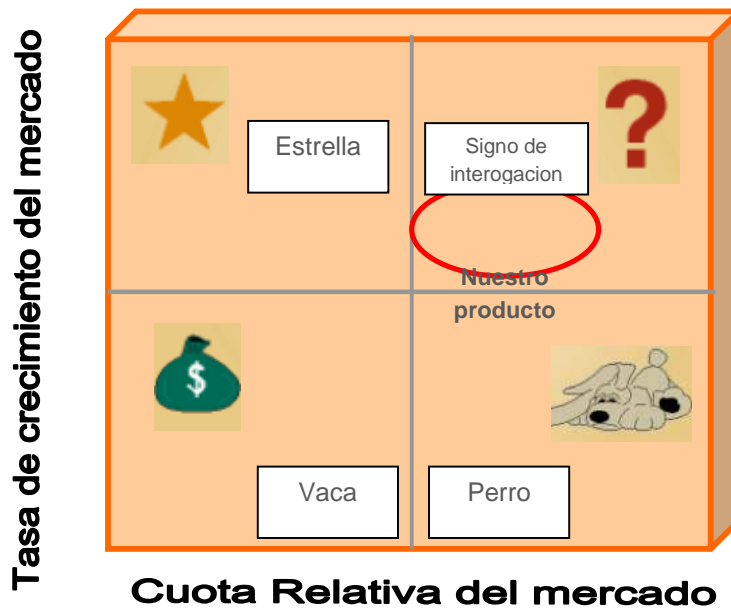 Tasa de crecimiento del mercado
Estrella
Signo de
interogacion
?
Nuestro
producto
$
Vaca
Perro
Cuota Relativa del mercado